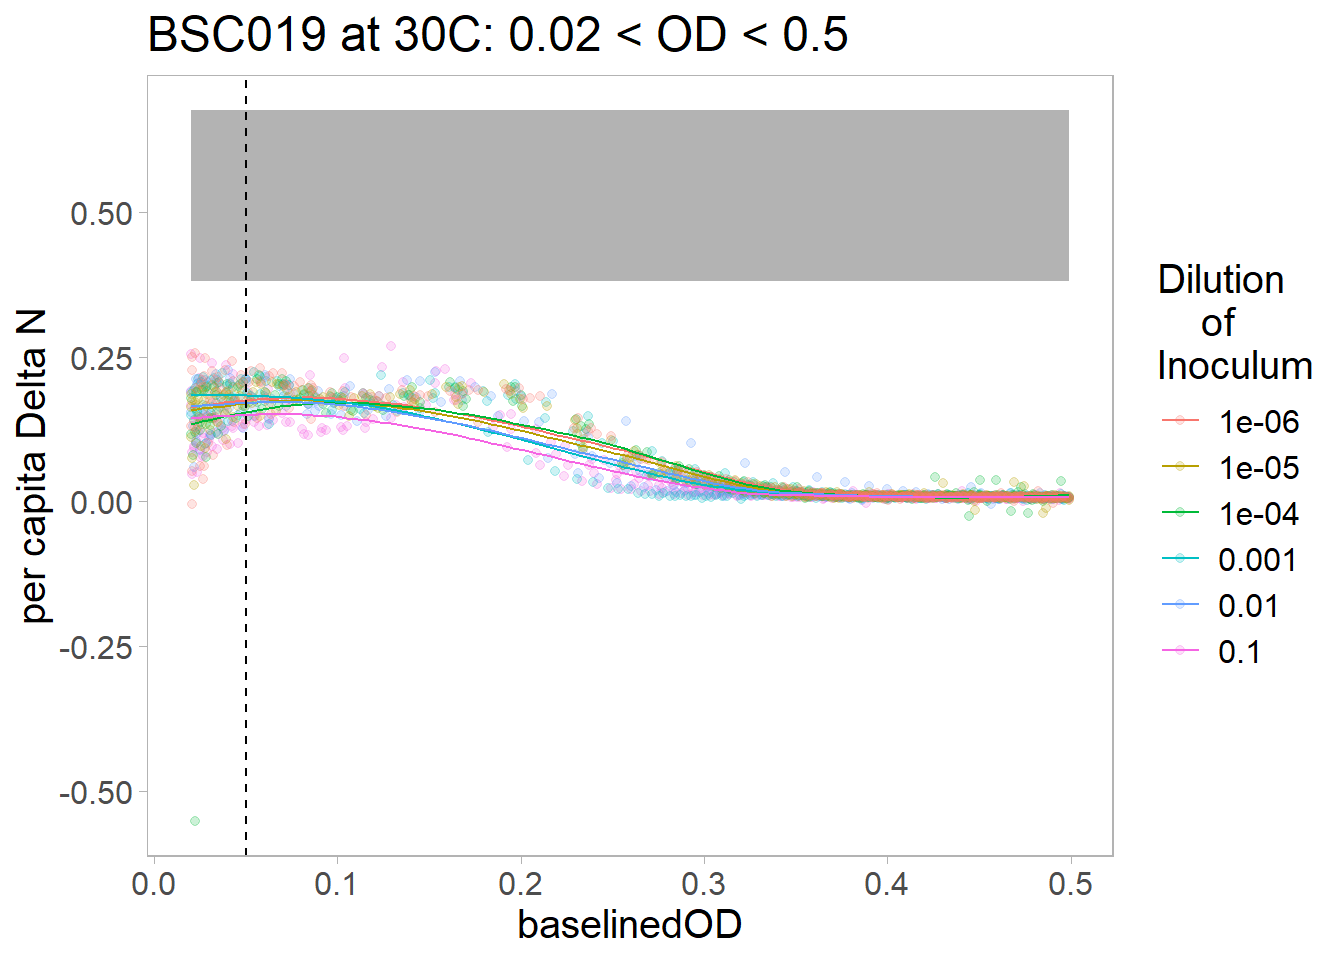 BSC019 at 30C: 0.02 < OD < 0.5
per capita Delta N
0.50
0.25
0.00
-0.25
-0.50
0.0
0.1
0.2
0.3
0.4
0.5
baselinedOD
Dilution
of
Inoculum
1e-06
1e-05
1e-04
0.001
0.01
0.1